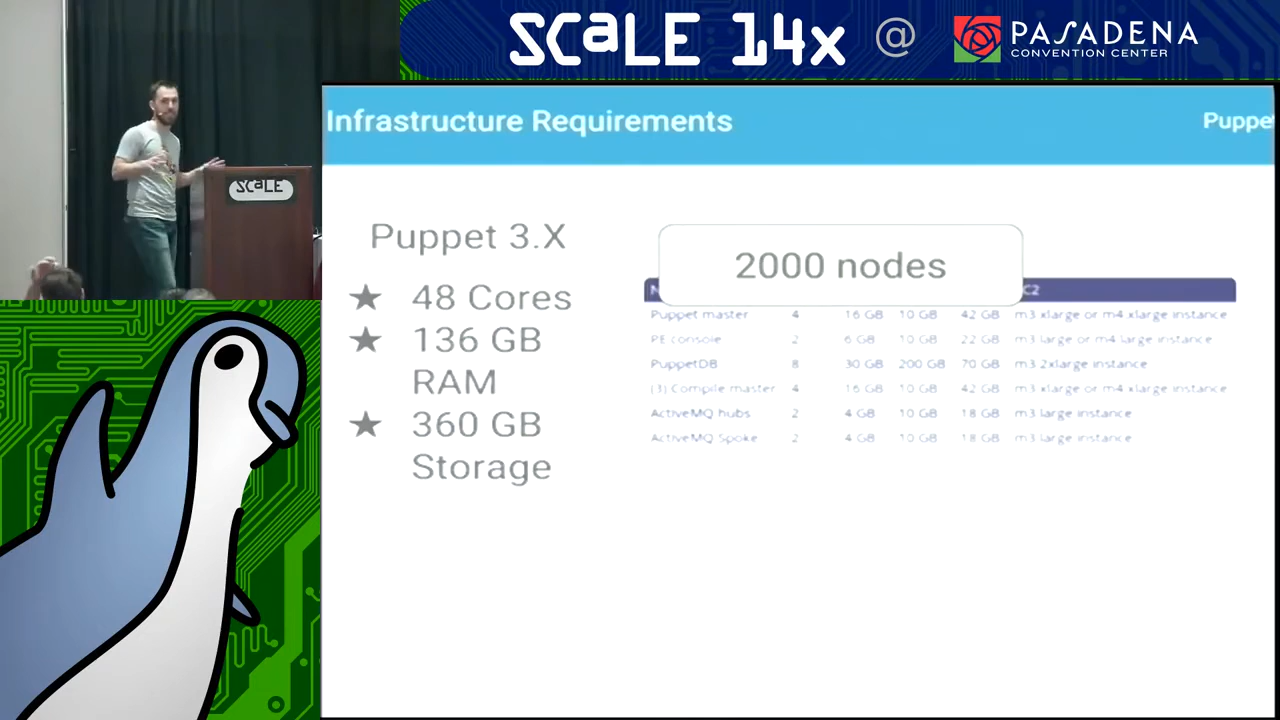 SCaLE 14x @ PASADENA
CONVENTION CENTER
Infrastructure Requirements
Puppe
SCaLE
Puppet 3.X
★ 48 Cores
★ 136 GB
RAM
★ 360 GB
Storage
2000 nodes
N C2
Puppet master 4 16 GB 10 GB 42 GB m3 xlarge or m4 xlarge instance
PE console 2 6 GB 10 GB 22 GB m3 large or m4 large instance
PuppetDB 8 30 GB 200 GB 70 GB m3 2xlarge instance
(3) Compile master 4 16 GB 10 GB 42 GB m3 xlarge or m4 xlarge instance
ActiveMQ hubs 2 4 GB 10 GB 18 GB m3 large instance
ActiveMQ Spoke 2 4 GB 10 GB 18 GB m3 large instance